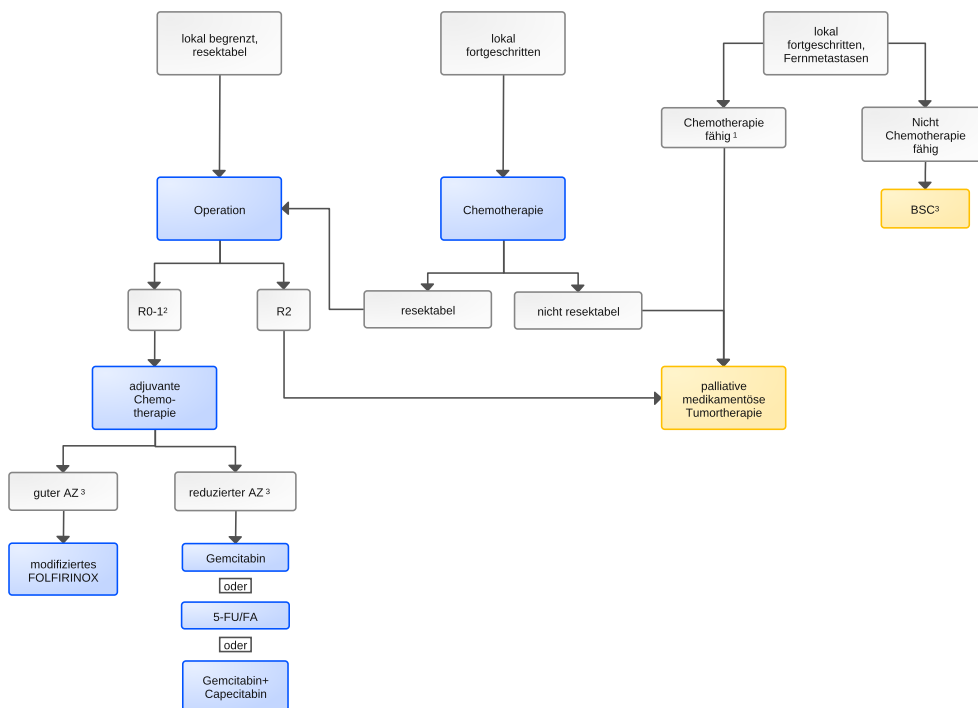 lokal begrenzt,
resektabel
lokal
fortgeschritten
lokal
fortgeschritten,
Fernmetastasen
Chemotherapie
fähig 1
Nicht
Chemotherapie
fähig
Operation
Chemotherapie
BSC³
R0-1²
R2
resektabel
nicht resektabel
adjuvante
Chemo-
therapie
palliative
medikamentöse
Tumortherapie
guter AZ 3
reduzierter AZ 3
modifiziertes
FOLFIRINOX
Gemcitabin
oder
5-FU/FA
oder
Gemcitabin+
Capecitabin